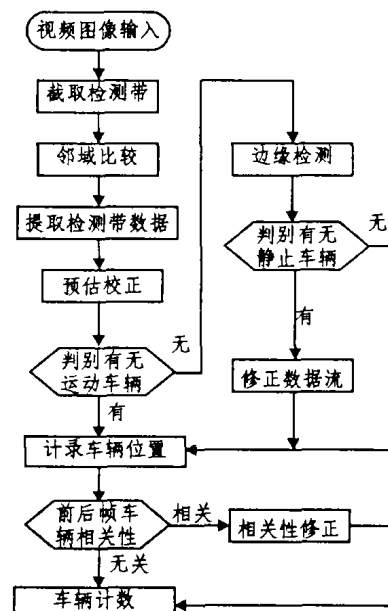 视频图像输入
截取检测带
邻域比较
提取检测带数据
预估校正
判别有无
运动车辆
无
有
边缘检测
判别有无
静止车辆
无
有
修正数据流
计录车辆位置
前后帧车
辆相关性
相关
相关性修正
无关
车辆计数